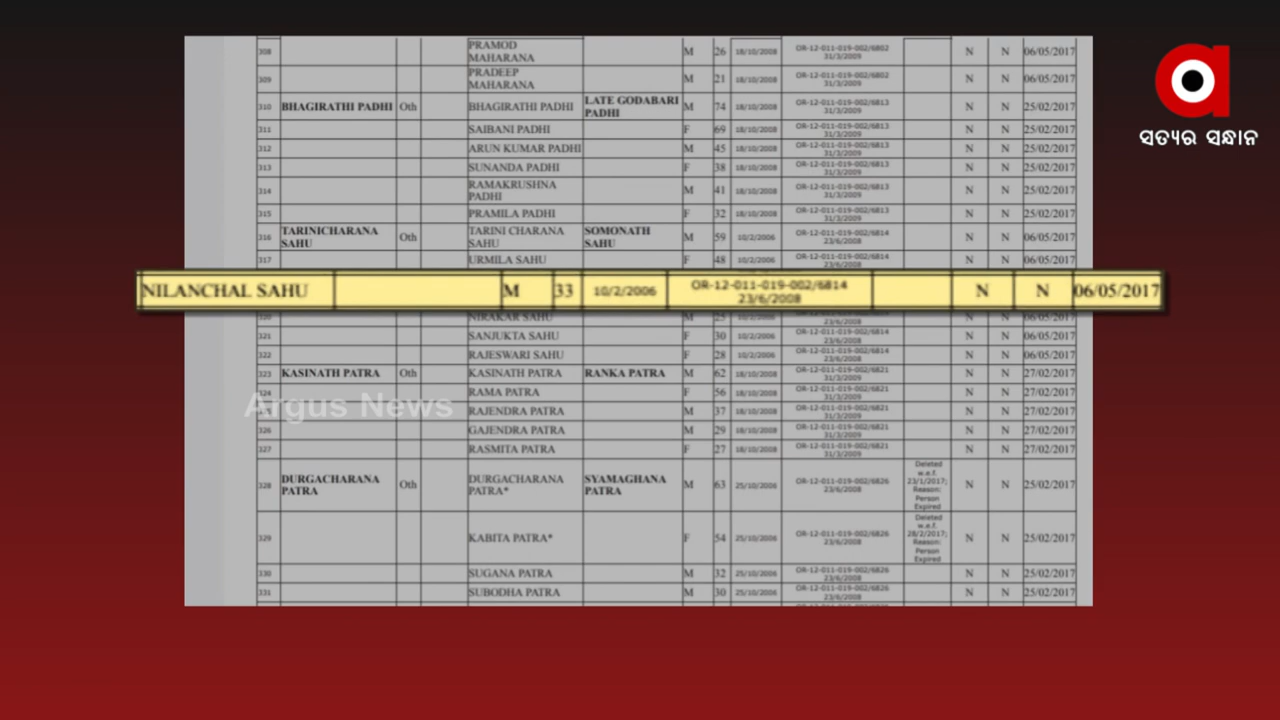 308 PRAMOD MAHARANA M 26 18/10/2008 OR-12-011-019-002/6802 31/3/2009 N N 06/05/2017
309 PRADEEP MAHARANA M 21 18/10/2008 OR-12-011-019-002/6802 31/3/2009 N N 06/05/2017
310 BHAGIRATHI PADHI Oth BHAGIRATHI PADHI LATE GODABARI PADHI M 74 18/10/2008 OR-12-011-019-002/6813 31/3/2009 N N 25/02/2017
311 SAIBANI PADHI F 69 18/10/2008 OR-12-011-019-002/6813 31/3/2009 N N 25/02/2017
312 ARUN KUMAR PADHI M 45 18/10/2008 OR-12-011-019-002/6813 31/3/2009 N N 25/02/2017
313 SUNANDA PADHI F 38 18/10/2008 OR-12-011-019-002/6813 31/3/2009 N N 25/02/2017
314 RAMAKRUSHNA PADHI M 41 18/10/2008 OR-12-011-019-002/6813 31/3/2009 N N 25/02/2017
315 PRAMILA PADHI F 32 18/10/2008 OR-12-011-019-002/6813 31/3/2009 N N 25/02/2017
316 TARINICHARANA SAHU Oth TARINI CHARANA SAHU SOMONATH SAHU M 59 10/2/2006 OR-12-011-019-002/6814 23/6/2008 N N 06/05/2017
317 URMILA SAHU F 48 10/2/2006 OR-12-011-019-002/6814 23/6/2008 N N 06/05/2017
NILANCHAL SAHU M 33 10/2/2006 OR-12-011-019-002/6814 23/6/2008 N N 06/05/2017
320 NIRAKAR SAHU M 25 10/2/2006 23/6/2008 N N 06/05/2017
321 SANJUKTA SAHU F 30 10/2/2006 OR-12-011-019-002/6814 23/6/2008 N N 06/05/2017
322 RAJESWARI SAHU F 28 10/2/2006 OR-12-011-019-002/6814 23/6/2008 N N 06/05/2017
323 KASINATH PATRA Oth KASINATH PATRA RANKA PATRA M 62 18/10/2008 OR-12-011-019-002/6821 31/3/2009 N N 27/02/2017
324 RAMA PATRA F 56 18/10/2008 OR-12-011-019-002/6821 31/3/2009 N N 27/02/2017
RAJENDRA PATRA M 37 18/10/2008 OR-12-011-019-002/6821 31/3/2009 N N 27/02/2017
326 GAJENDRA PATRA M 29 18/10/2008 OR-12-011-019-002/6821 31/3/2009 N N 27/02/2017
327 RASMITA PATRA F 27 18/10/2008 OR-12-011-019-002/6821 31/3/2009 N N 27/02/2017
328 DURGACHARANA PATRA Oth DURGACHARANA PATRA* SYAMAGHANA PATRA M 63 25/10/2006 OR-12-011-019-002/6826 23/6/2008 Deleted w.e.f. 23/1/2017; Reason: Person Expired N N 25/02/2017
329 KABITA PATRA* F 54 25/10/2006 OR-12-011-019-002/6826 23/6/2008 Deleted w.e.f. 28/2/2017; Reason: Person Expired N N 25/02/2017
330 SUGANA PATRA M 32 25/10/2006 OR-12-011-019-002/6826 23/6/2008 N N 25/02/2017
331 SUBODHA PATRA M 30 25/10/2006 OR-12-011-019-002/6826 23/6/2008 N N 25/02/2017
Argus News
ସତ୍ୟର ସନ୍ଧାନ